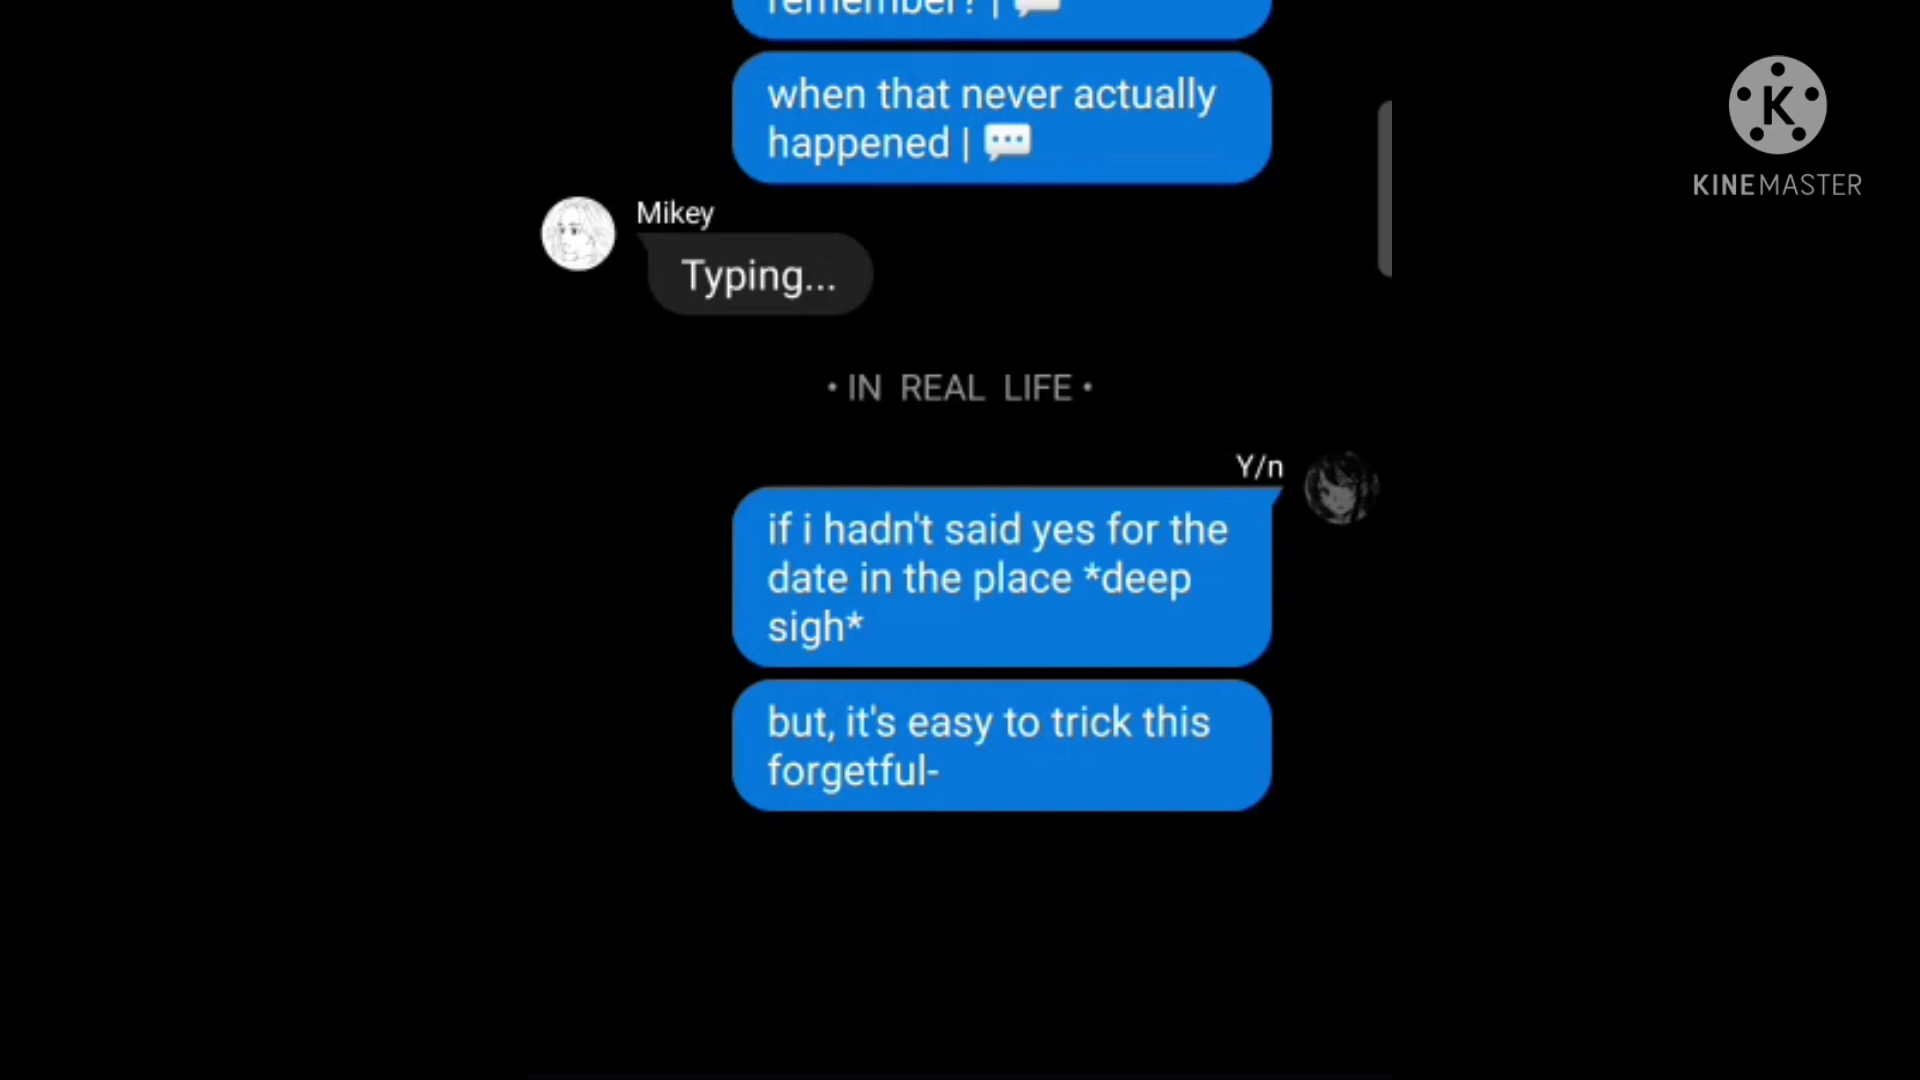 remember? |
when that never actually
happened |
Mikey
Typing...
• IN REAL LIFE •
Y/n
if i hadn't said yes for the
date in the place *deep
sigh*
but, it's easy to trick this
forgetful-
K
KINEMASTER